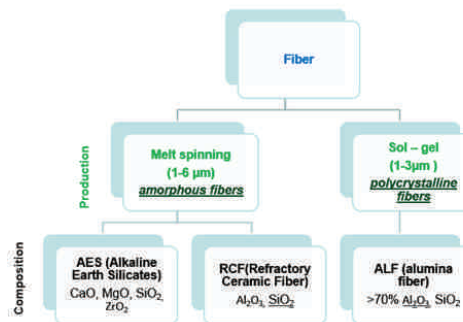 Fiber
Production
Melt spinning
(1-6 µm)
amorphous fibers
Sol – gel
(1-3µm )
polycrystalline
fibers
Composition
AES (Alkaline
Earth Silicates)
CaO, MgO, SiO₂,
ZrO₂
RCF(Refractory
Ceramic Fiber)
Al₂O₃, SiO₂
ALF (alumina
fiber)
>70% Al₂O₃, SiO₂